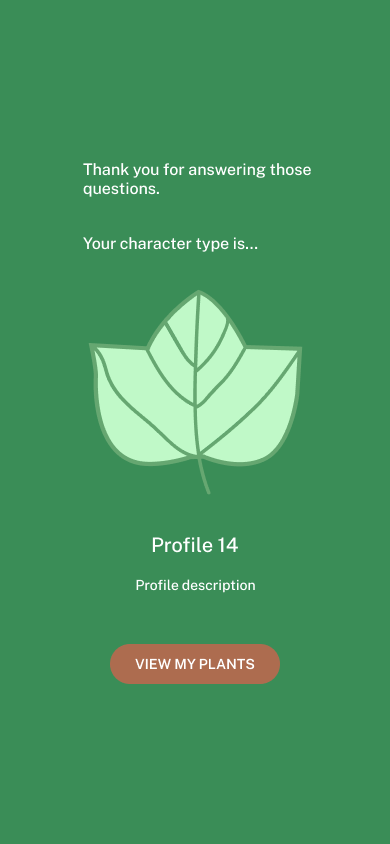 Thank you for answering those
questions.
Your character type is...
Profile 14
Profile description
VIEW MY PLANTS